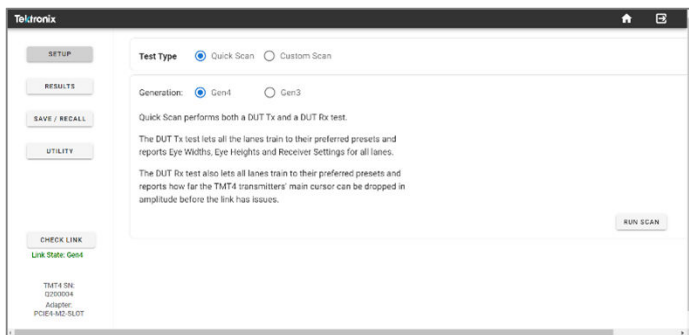 Tektronix
SETUP
RESULTS
SAVE / RECALL
UTILITY
CHECK LINK
Link State: Gen4
TMT4 SN:
Q200004
Adapter:
PCIE4-M2-SLOT
Test Type Quick Scan Custom Scan
Generation: Gen4 Gen3
Quick Scan performs both a DUT Tx and a DUT Rx test.
The DUT Tx test lets all the lanes train to their preferred presets and
reports Eye Widths, Eye Heights and Receiver Settings for all lanes.
The DUT Rx test also lets all lanes train to their preferred presets and
reports how far the TMT4 transmitters' main cursor can be dropped in
amplitude before the link has issues.
RUN SCAN